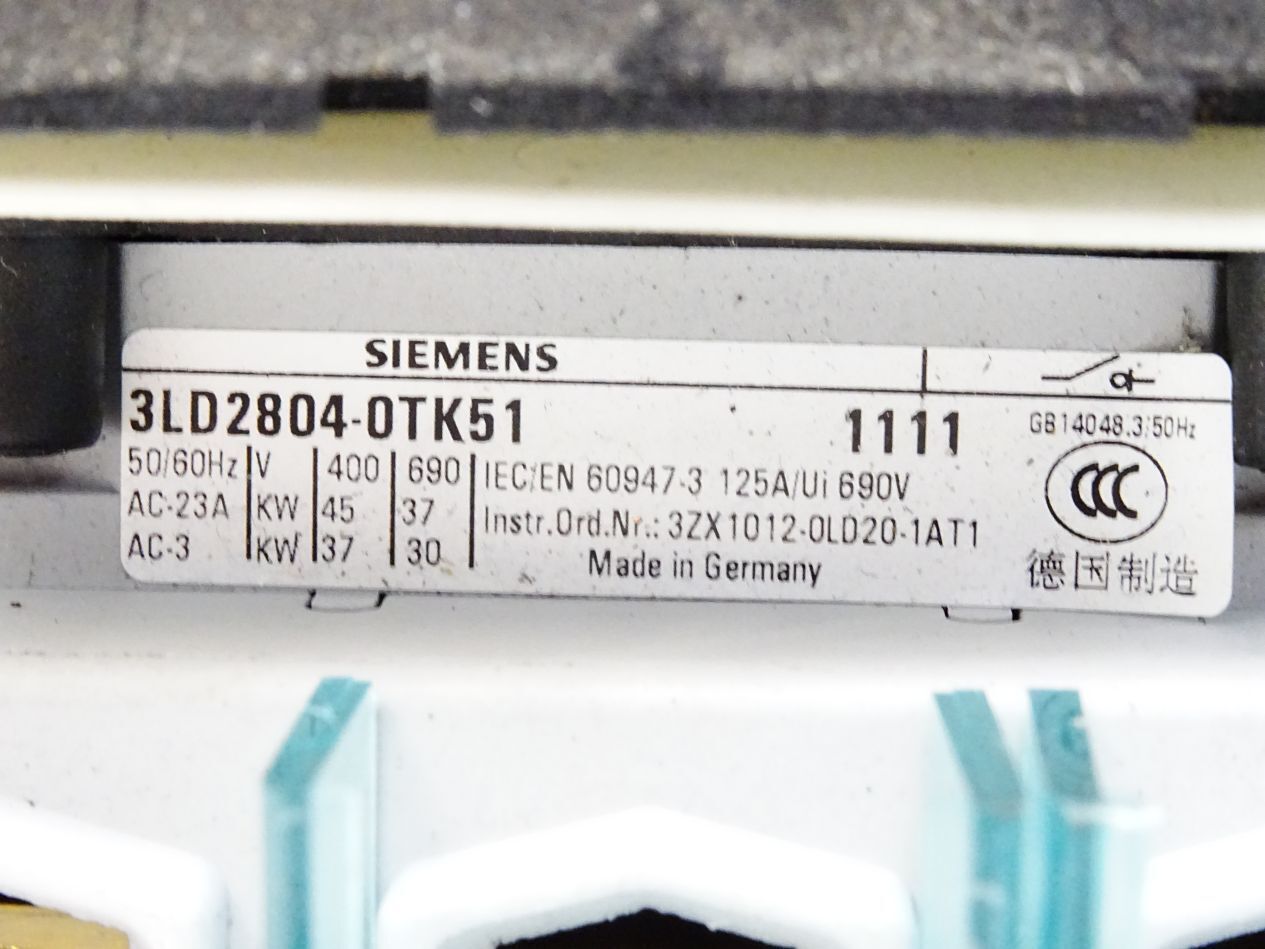 SIEMENS
3LD2804-0TK51 1111
GB14048.3;50Hz
50/60Hz V 400 690 IEC/EN 60947-3 125A/Ui 690V
CCC
AC-23A KW 45 37 Instr.Ord.Nr.: 3ZX1012-0LD20-1AT1
AC-3 KW 37 30 Made in Germany
德国制造